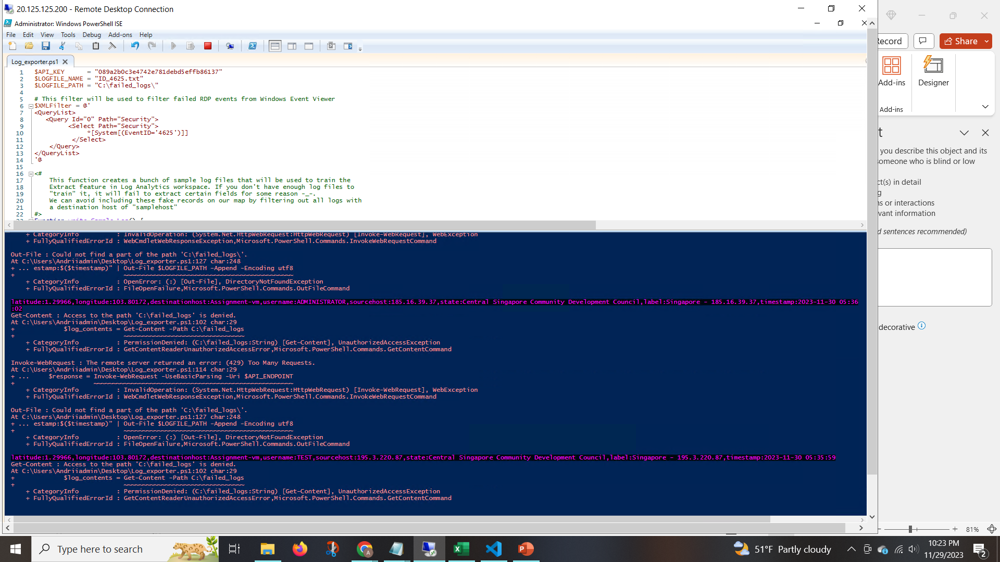 20.125.125.200 - Remote Desktop Connection
Administrator: Windows PowerShell ISE
File Edit View Tools Debug Add-ons Help
Log_exporter.ps1
1 $API_KEY = "089a2b0c3e4742e781debd5effb86137"
2 $LOGFILE_NAME = "ID_4625.txt"
3 $LOGFILE_PATH = "C:\failed_logs\"
4
5 # This filter will be used to filter failed RDP events from Windows Event Viewer
6 $XMLFilter = @'
7 <QueryList>
8 <Query Id="0" Path="Security">
9 <Select Path="Security">
10 *[System[(EventID='4625')]]
11 </Select>
12 </Query>
13 </QueryList>
14 '@
15
16 <#
17 This function creates a bunch of sample log files that will be used to train the
18 Extract feature in Log Analytics workspace. If you don't have enough log files to
19 "train" it, it will fail to extract certain fields for some reason -_-.
20 We can avoid including these fake records on our map by filtering out all logs with
21 a destination host of "samplehost"
22 #>
+ CategoryInfo : InvalidOperation: (System.Net.HttpWebRequest:HttpWebRequest) [Invoke-WebRequest], WebException
+ FullyQualifiedErrorId : WebCmdletWebResponseException,Microsoft.PowerShell.Commands.InvokeWebRequestCommand
Out-File : Could not find a part of the path 'C:\failed_logs\'.
At C:\Users\Andriiadmin\Desktop\Log_exporter.ps1:127 char:248
+ ... estamp:$($timestamp)" | Out-File $LOGFILE_PATH -Append -Encoding utf8
+ ~~~~~~~~~~~~~~~~~~~~~~~~~~~~~~~~~~~~~~~~~~~~~
+ CategoryInfo : OpenError: (:) [Out-File], DirectoryNotFoundException
+ FullyQualifiedErrorId : FileOpenFailure,Microsoft.PowerShell.Commands.OutFileCommand
latitude:1.29966,longitude:103.80172,destinationhost:Assignment-vm,username:ADMINISTRATOR,sourcehost:185.16.39.37,state:Central Singapore Community Development Council,label:Singapore - 185.16.39.37,timestamp:2023-11-30 05:36
:02
Get-Content : Access to the path 'C:\failed_logs' is denied.
At C:\Users\Andriiadmin\Desktop\Log_exporter.ps1:102 char:29
+ $log_contents = Get-Content -Path C:\failed_logs
+ ~~~~~~~~~~~~~~~~~~~~~~~~~~~~~~~~
+ CategoryInfo : PermissionDenied: (C:\failed_logs:String) [Get-Content], UnauthorizedAccessException
+ FullyQualifiedErrorId : GetContentReaderUnauthorizedAccessError,Microsoft.PowerShell.Commands.GetContentCommand
Invoke-WebRequest : The remote server returned an error: (429) Too Many Requests.
At C:\Users\Andriiadmin\Desktop\Log_exporter.ps1:114 char:29
+ ... $response = Invoke-WebRequest -UseBasicParsing -Uri $API_ENDPOINT
+ ~~~~~~~~~~~~~~~~~~~~~~~~~~~~~~~~~~~~~~~~~~~~~~~~~~~~~
+ CategoryInfo : InvalidOperation: (System.Net.HttpWebRequest:HttpWebRequest) [Invoke-WebRequest], WebException
+ FullyQualifiedErrorId : WebCmdletWebResponseException,Microsoft.PowerShell.Commands.InvokeWebRequestCommand
Out-File : Could not find a part of the path 'C:\failed_logs\'.
At C:\Users\Andriiadmin\Desktop\Log_exporter.ps1:127 char:248
+ ... estamp:$($timestamp)" | Out-File $LOGFILE_PATH -Append -Encoding utf8
+ ~~~~~~~~~~~~~~~~~~~~~~~~~~~~~~~~~~~~~~~~~~~~~
+ CategoryInfo : OpenError: (:) [Out-File], DirectoryNotFoundException
+ FullyQualifiedErrorId : FileOpenFailure,Microsoft.PowerShell.Commands.OutFileCommand
latitude:1.29966,longitude:103.80172,destinationhost:Assignment-vm,username:TEST,sourcehost:195.3.220.87,state:Central Singapore Community Development Council,label:Singapore - 195.3.220.87,timestamp:2023-11-30 05:35:59
Get-Content : Access to the path 'C:\failed_logs' is denied.
At C:\Users\Andriiadmin\Desktop\Log_exporter.ps1:102 char:29
+ $log_contents = Get-Content -Path C:\failed_logs
+ ~~~~~~~~~~~~~~~~~~~~~~~~~~~~~~~~
+ CategoryInfo : PermissionDenied: (C:\failed_logs:String) [Get-Content], UnauthorizedAccessException
+ FullyQualifiedErrorId : GetContentReaderUnauthorizedAccessError,Microsoft.PowerShell.Commands.GetContentCommand
Record
Share
Add-ins
Designer
Add-ins
t
you describe this object and its
someone who is blind or low
ct(s) in detail
g
ns or interactions
vant information
d sentences recommended)
decorative
81%
Type here to search
51°F Partly cloudy
10:23 PM
11/29/2023
2